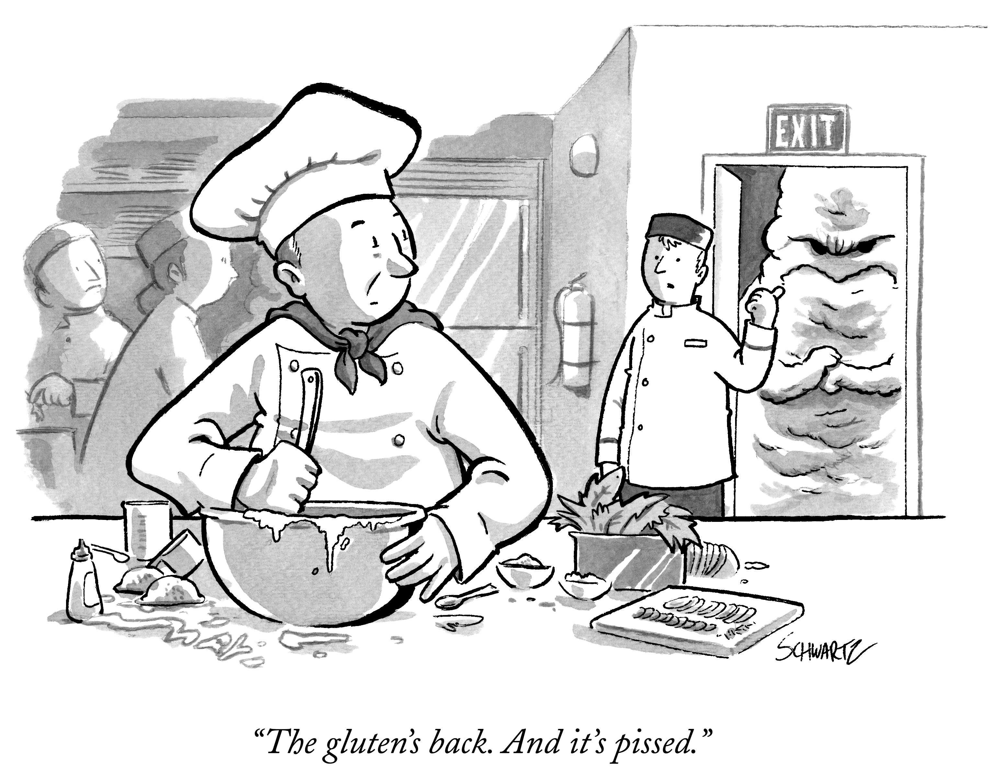 EXIT
SCHWARTZ
“The gluten’s back. And it’s pissed.”